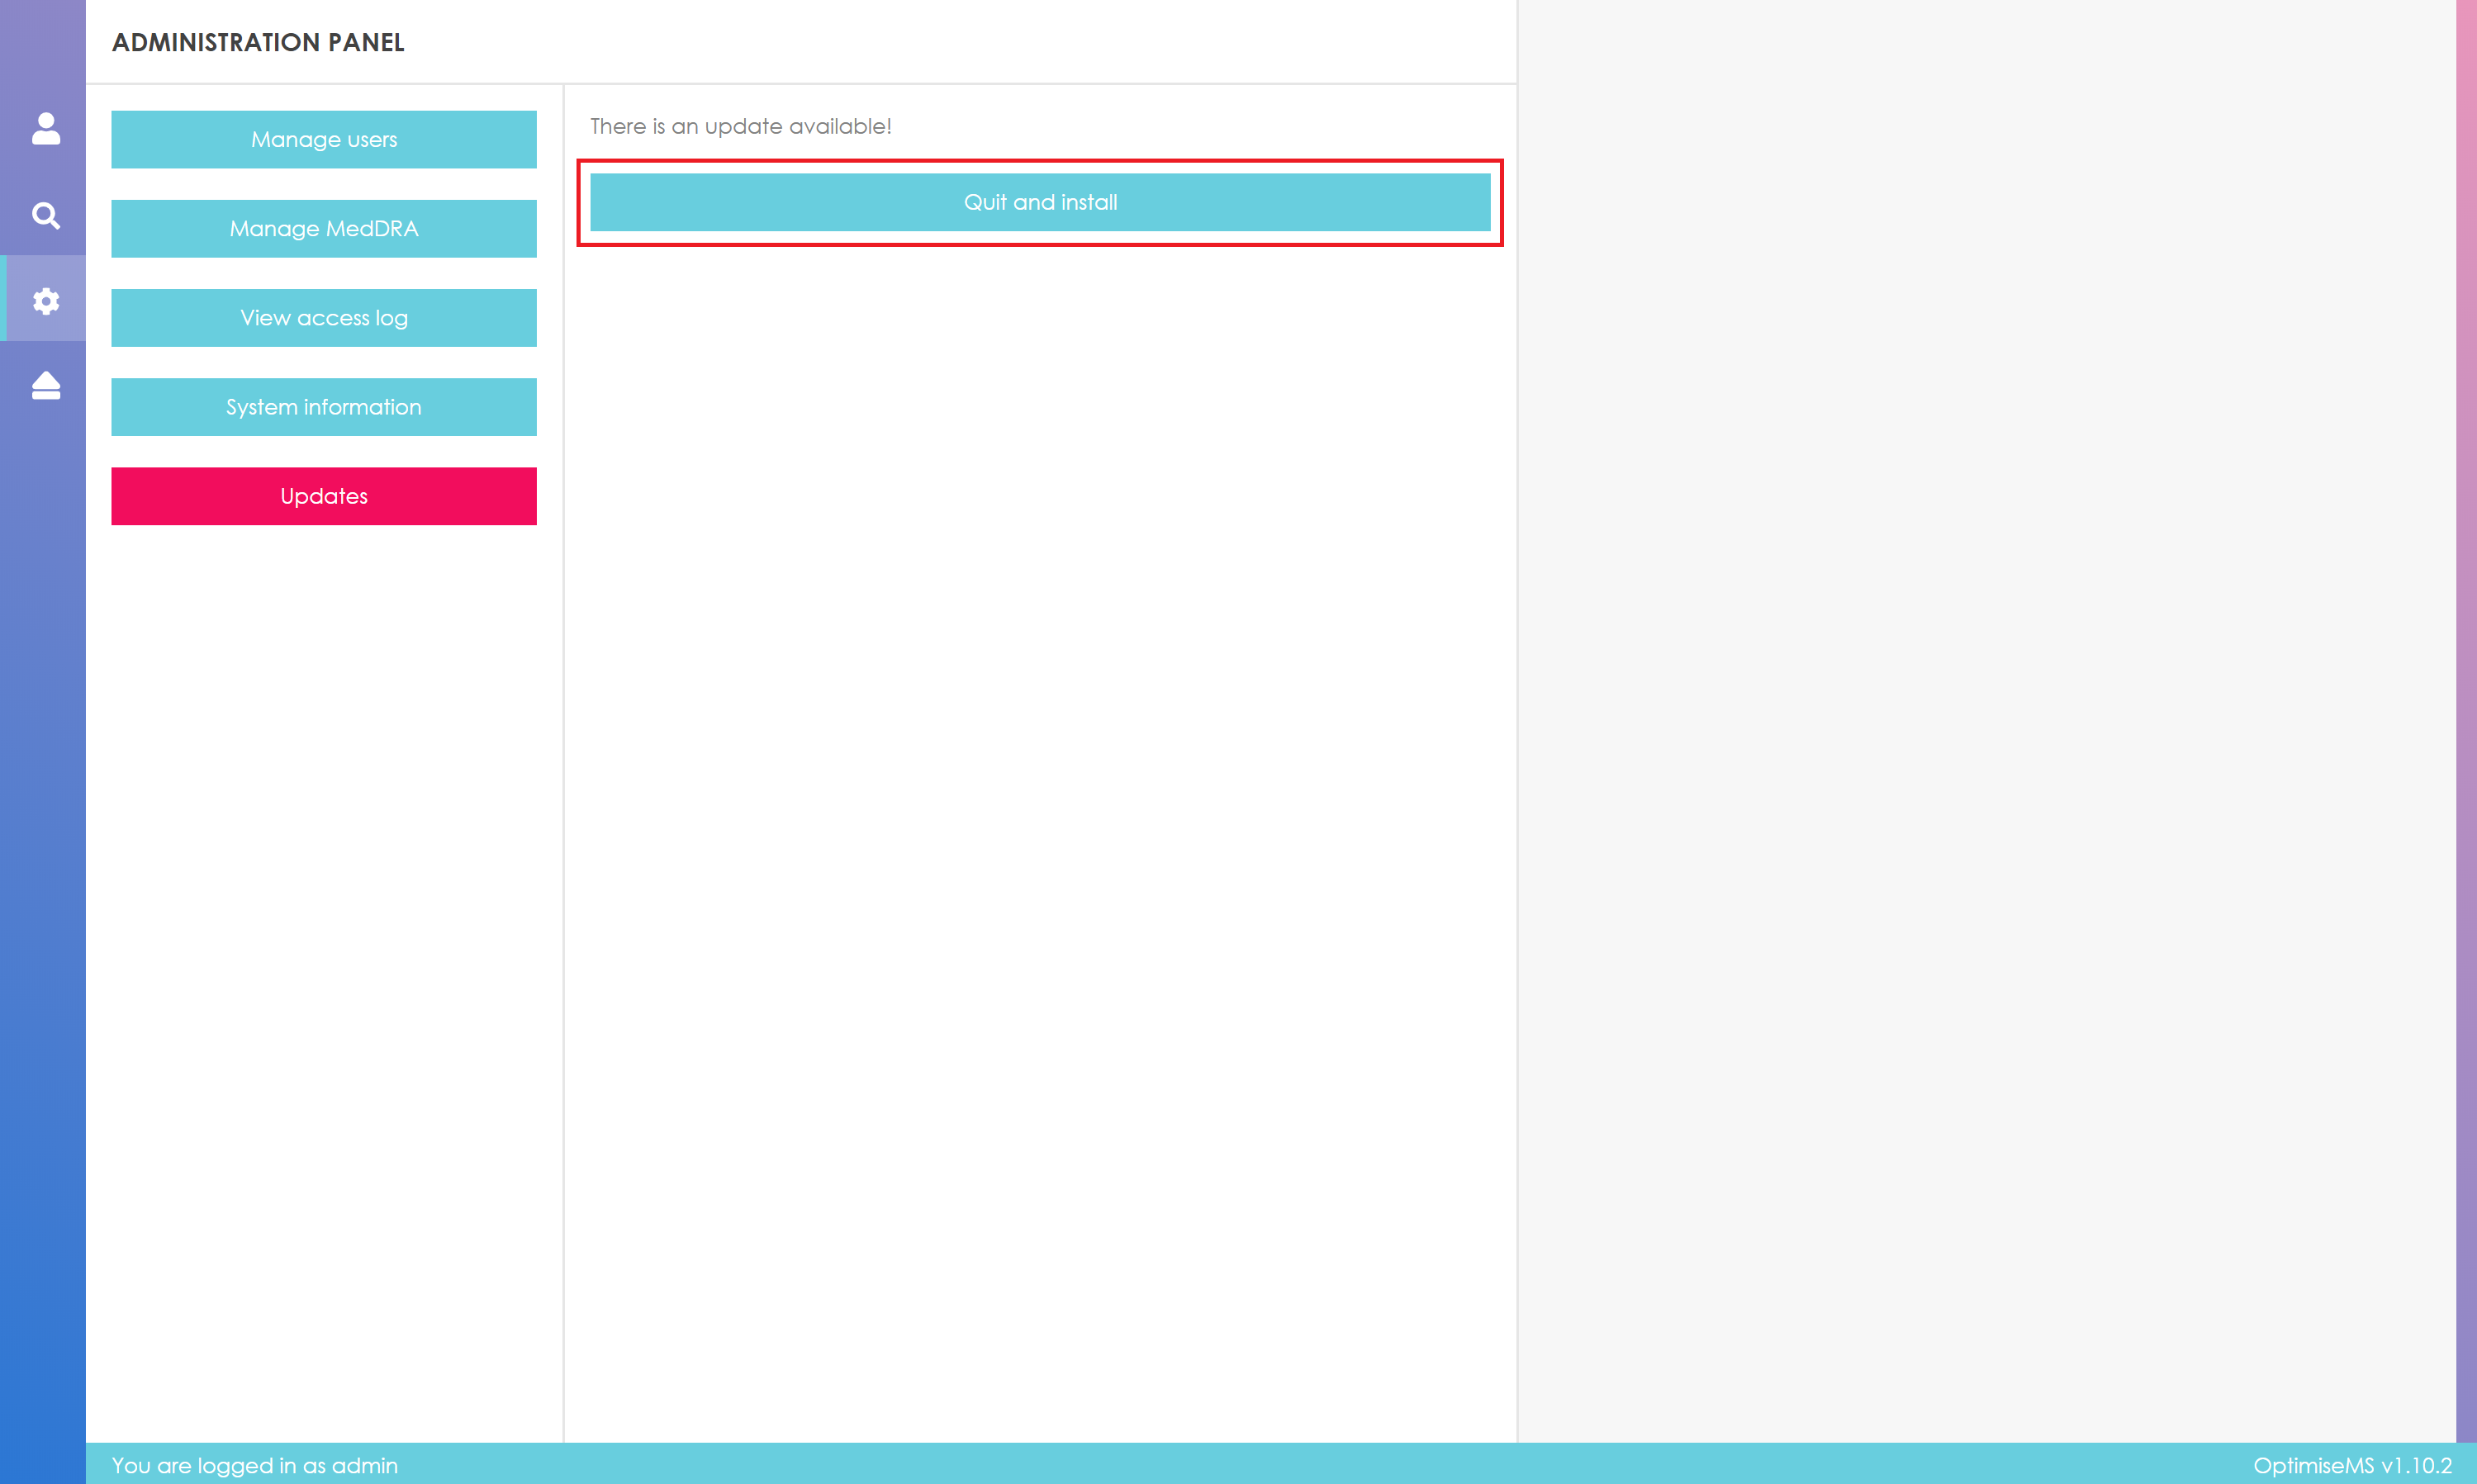 ADMINISTRATION PANEL
Manage users
Manage MedDRA
View access log
System information
Updates
There is an update available!
Quit and install
You are logged in as admin
OptimiseMS v1.10.2